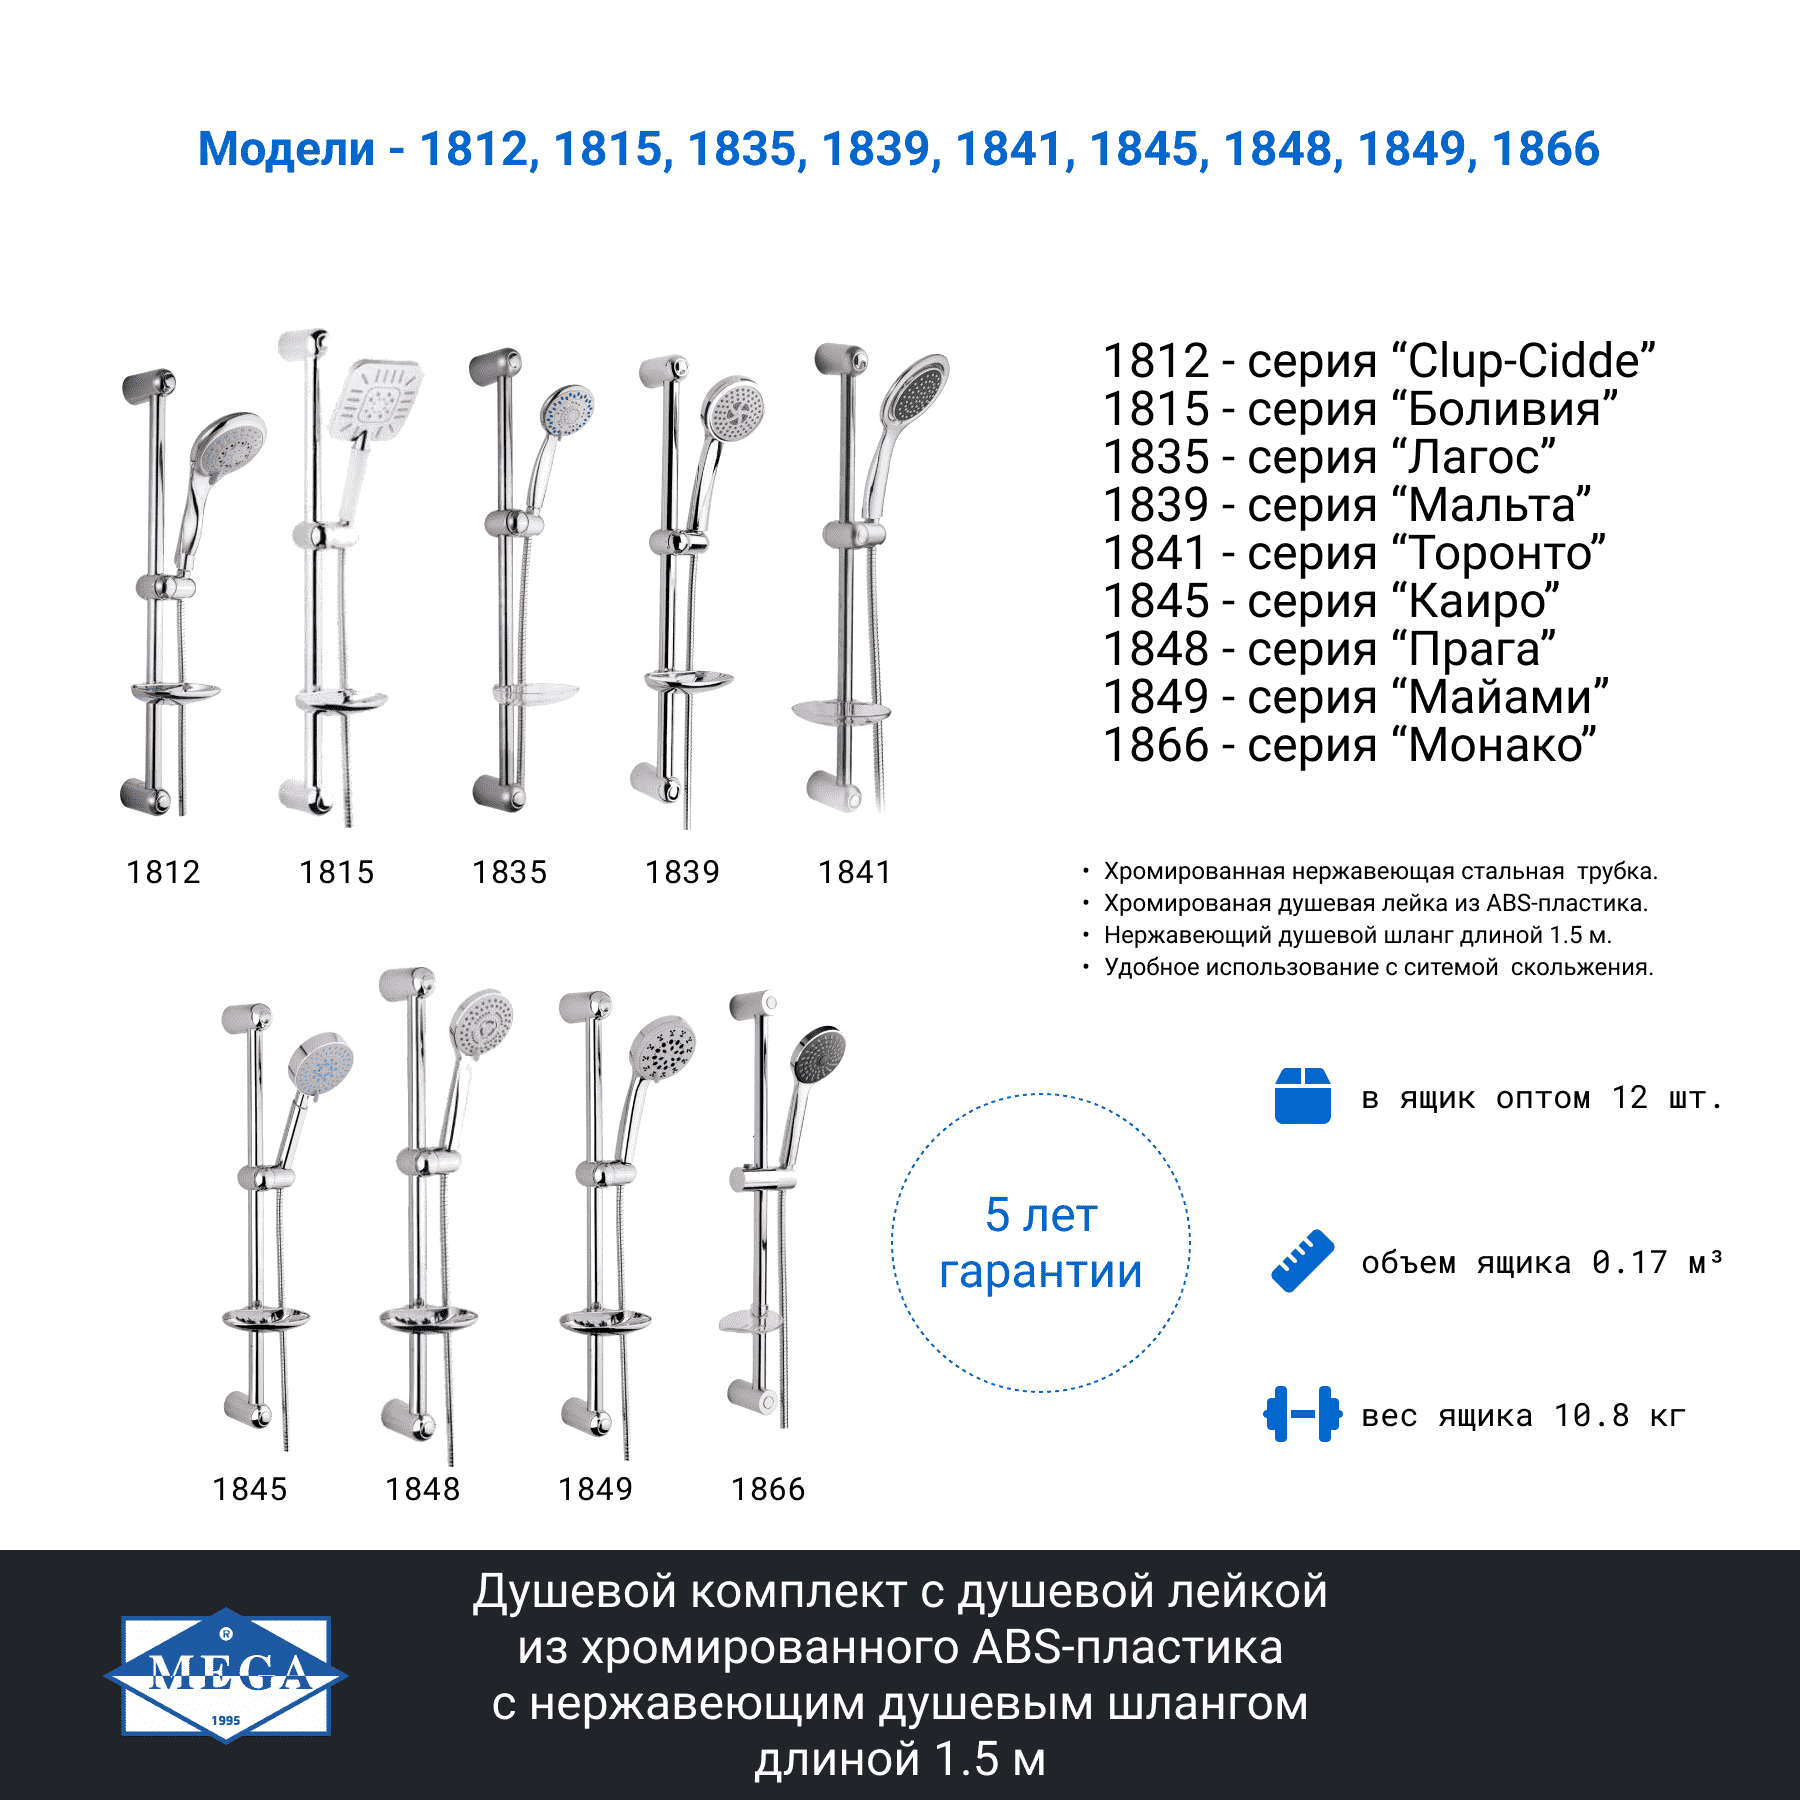 Модели - 1812, 1815, 1835, 1839, 1841, 1845, 1848, 1849, 1866
1812 - серия “Clup-Cidde”
1815 - серия “Боливия”
1835 - серия “Лагос”
1839 - серия “Мальта”
1841 - серия “Торонто”
1845 - серия “Каиро”
1848 - серия “Прага”
1849 - серия “Майами”
1866 - серия “Монако”
1812 1815 1835 1839 1841
• Хромированная нержавеющая стальная  трубка.
• Хромированая душевая лейка из ABS-пластика.
• Нержавеющий душевой шланг длиной 1.5 м.
• Удобное использование с ситемой  скольжения.
в ящик оптом 12 шт.
5 лет
гарантии
объем ящика 0.17 м³
вес ящика 10.8 кг
1845 1848 1849 1866
Душевой комплект с душевой лейкой
из хромированного ABS-пластика
с нержавеющим душевым шлангом
длиной 1.5 м
®
MEGA
1995